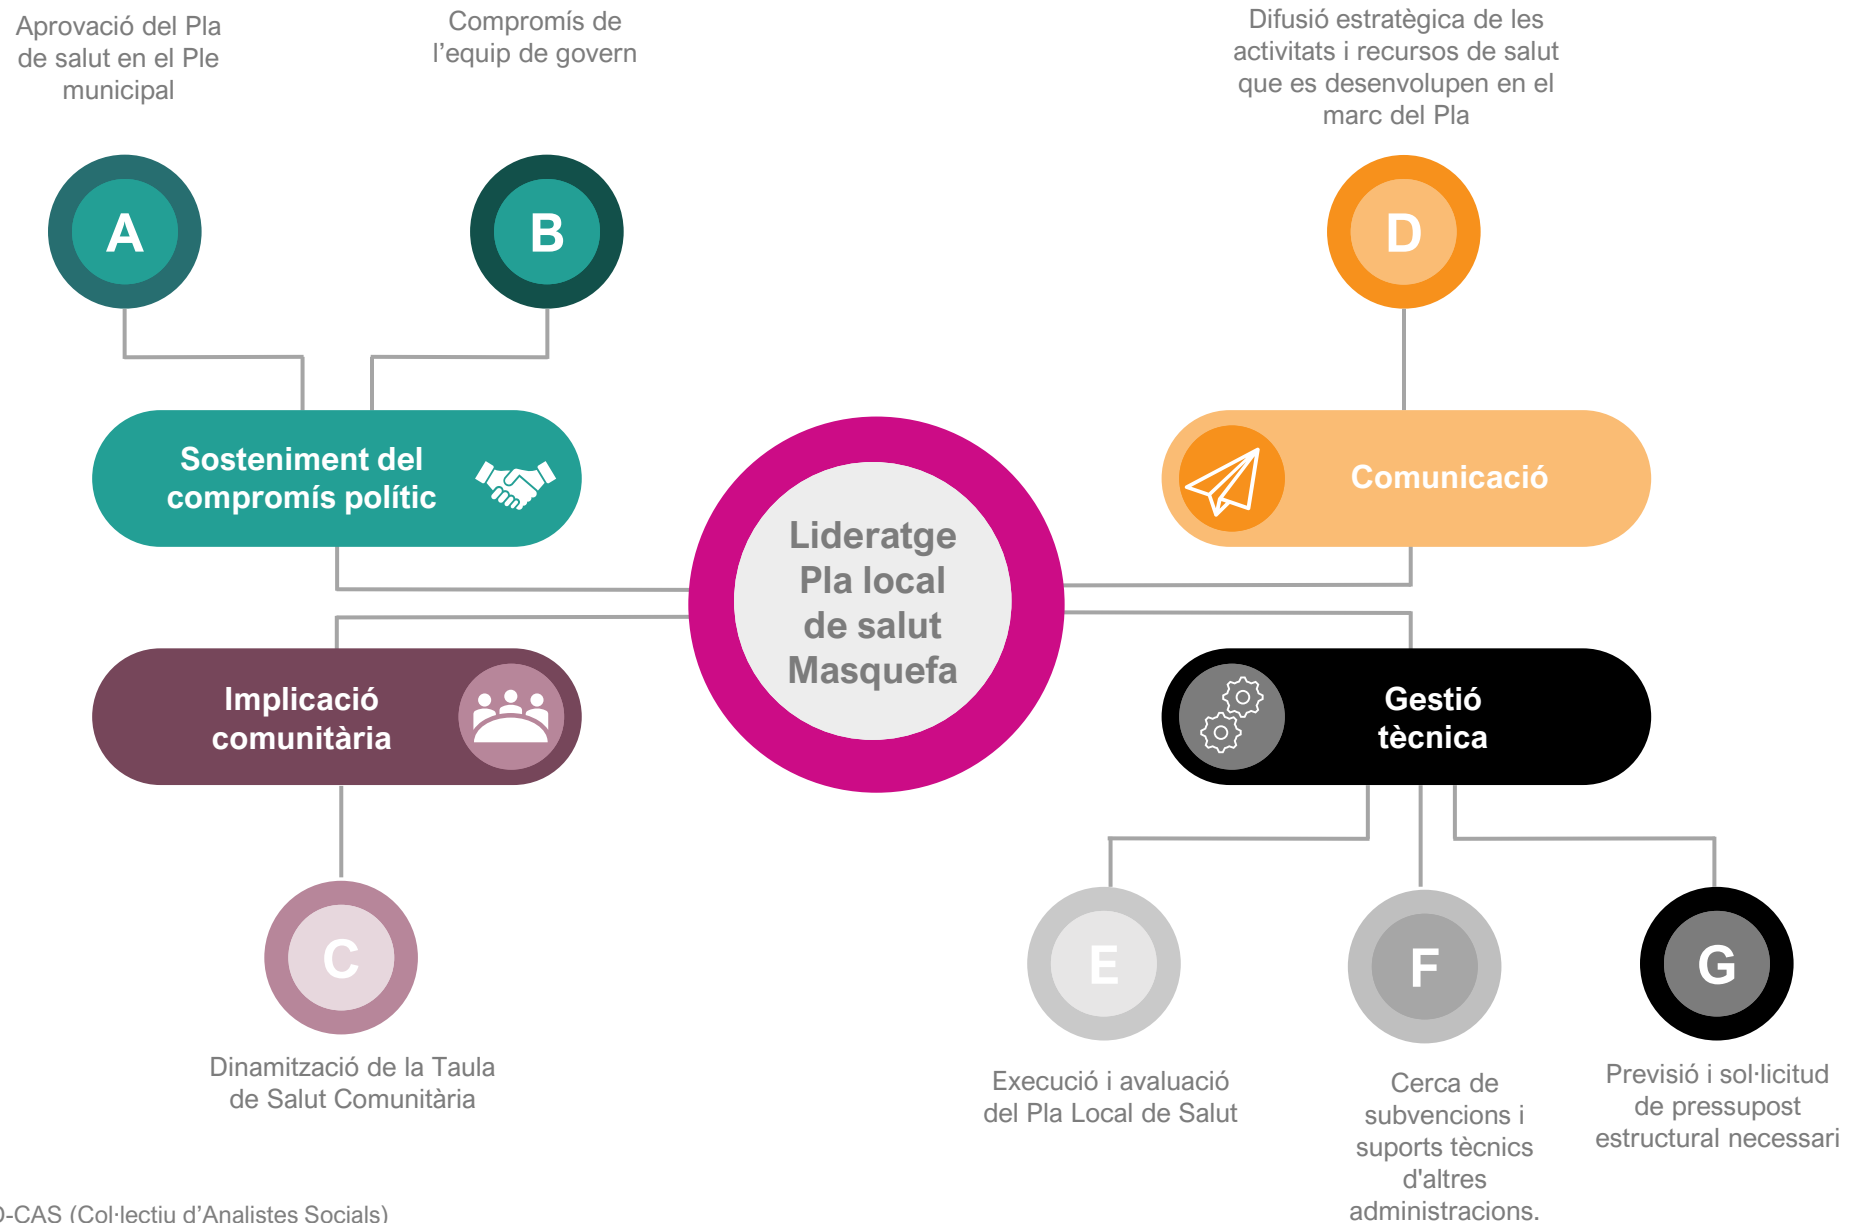 Aprovació del Pla
de salut en el Ple
municipal
Compromís de
l’equip de govern
Difusió estratègica de les
activitats i recursos de salut
que es desenvolupen en el
marc del Pla
A
B
D
Sosteniment del
compromís polític
Comunicació
Lideratge
Pla local
de salut
Masquefa
Implicació
comunitària
Gestió
tècnica
C
E
F
G
Dinamització de la Taula
de Salut Comunitària
Execució i avaluació
del Pla Local de Salut
Cerca de
subvencions i
suports tècnics
d'altres
administracions.
Previsió i sol·licitud
de pressupost
estructural necessari
-CAS (Col·lectiu d’Analistes Socials)